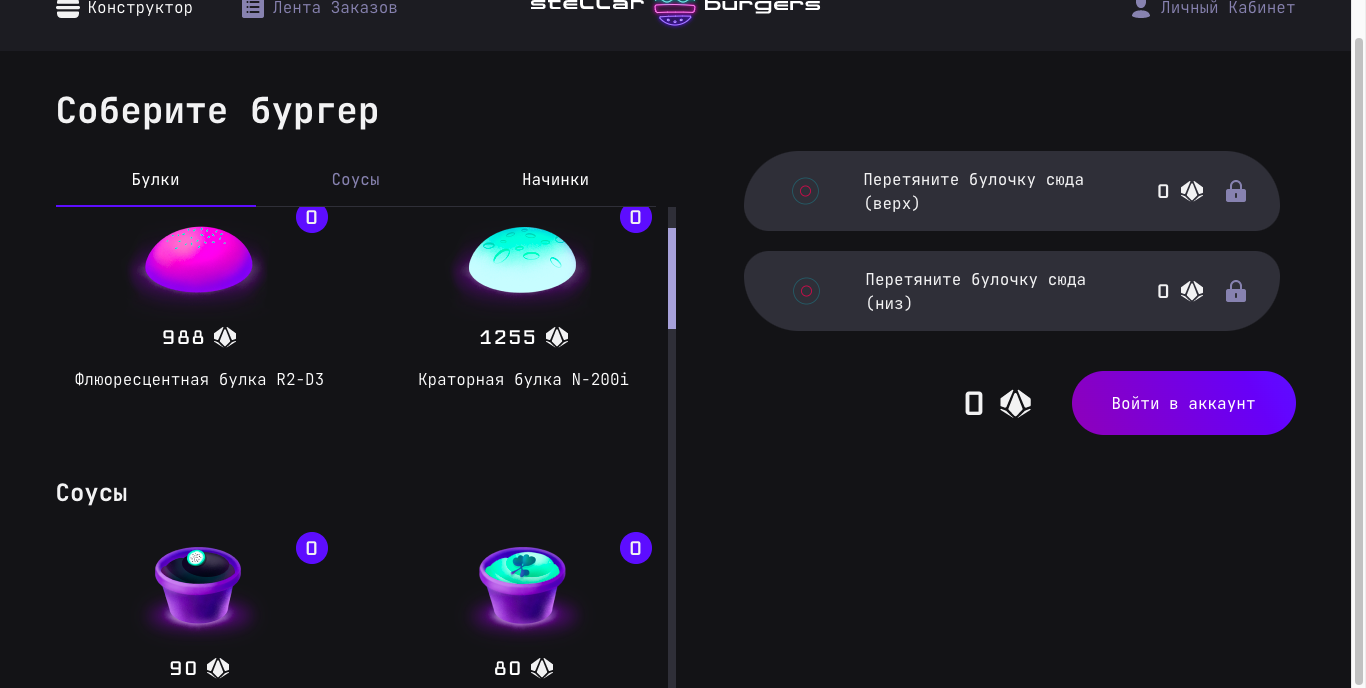 Конструктор
Лента Заказов
stellar burgers
Личный Кабинет
Соберите бургер
Булки
Соусы
Начинки
0
0
988
1255
Флюоресцентная булка R2-D3
Краторная булка N-200i
Соусы
0
0
90
80
Перетяните булочку сюда
(верх)
0
Перетяните булочку сюда
(низ)
0
0
Войти в аккаунт